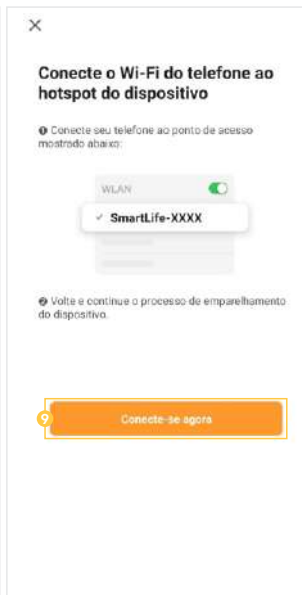 Conecte o Wi-Fi do telefone ao
hotspot do dispositivo
❶ Conecte seu telefone ao ponto de acesso
mostrado abaixo:
WLAN
✓ SmartLife-XXXX
❷ Volte e continue o processo de emparelhamento
do dispositivo.
9 Conecte-se agora